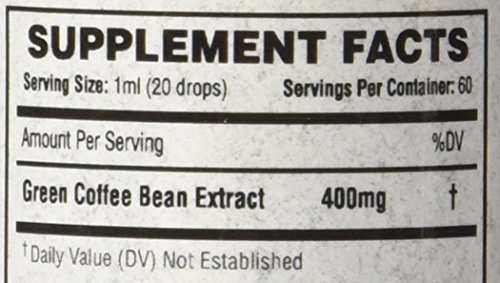 SUPPLEMENT FACTS
Serving Size: 1ml (20 drops) Servings Per Container: 60
Amount Per Serving %DV
Green Coffee Bean Extract 400mg †
†Daily Value (DV) Not Established